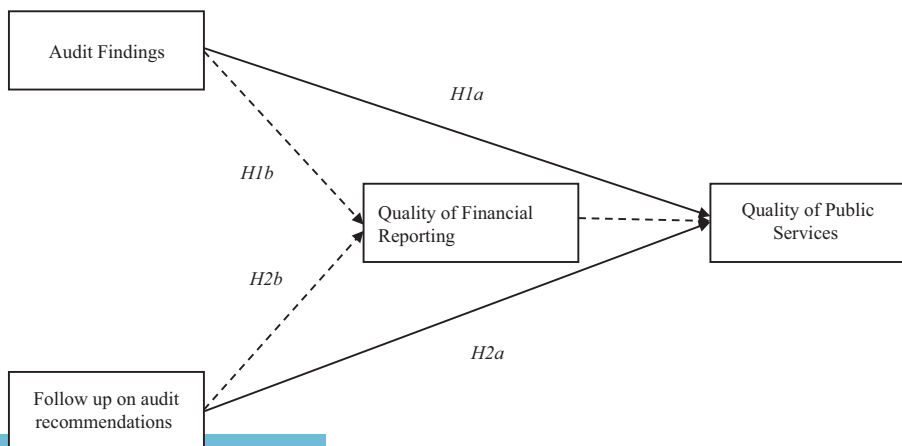 Audit Findings
H1a
H1b
Quality of Financial
Reporting
Quality of Public
Services
H2b
H2a
Follow up on audit
recommendations